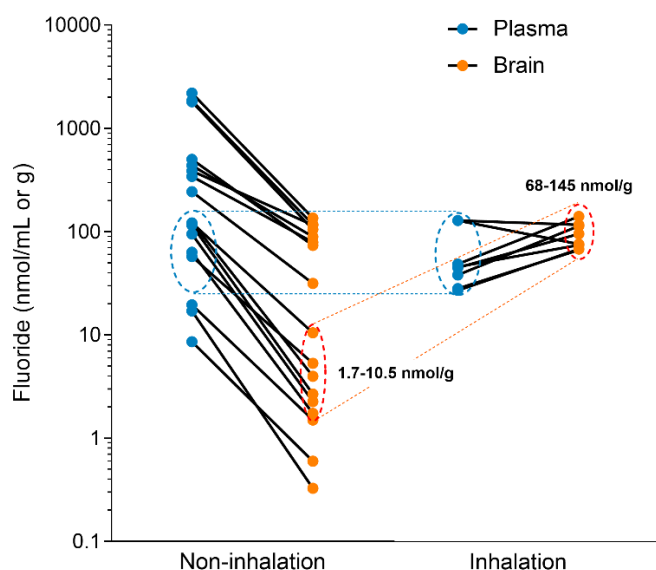 10000
1000
100
10
1
0.1
Fluoride (nmol/mL or g)
Plasma
Brain
68-145 nmol/g
1.7-10.5 nmol/g
Non-inhalation
Inhalation